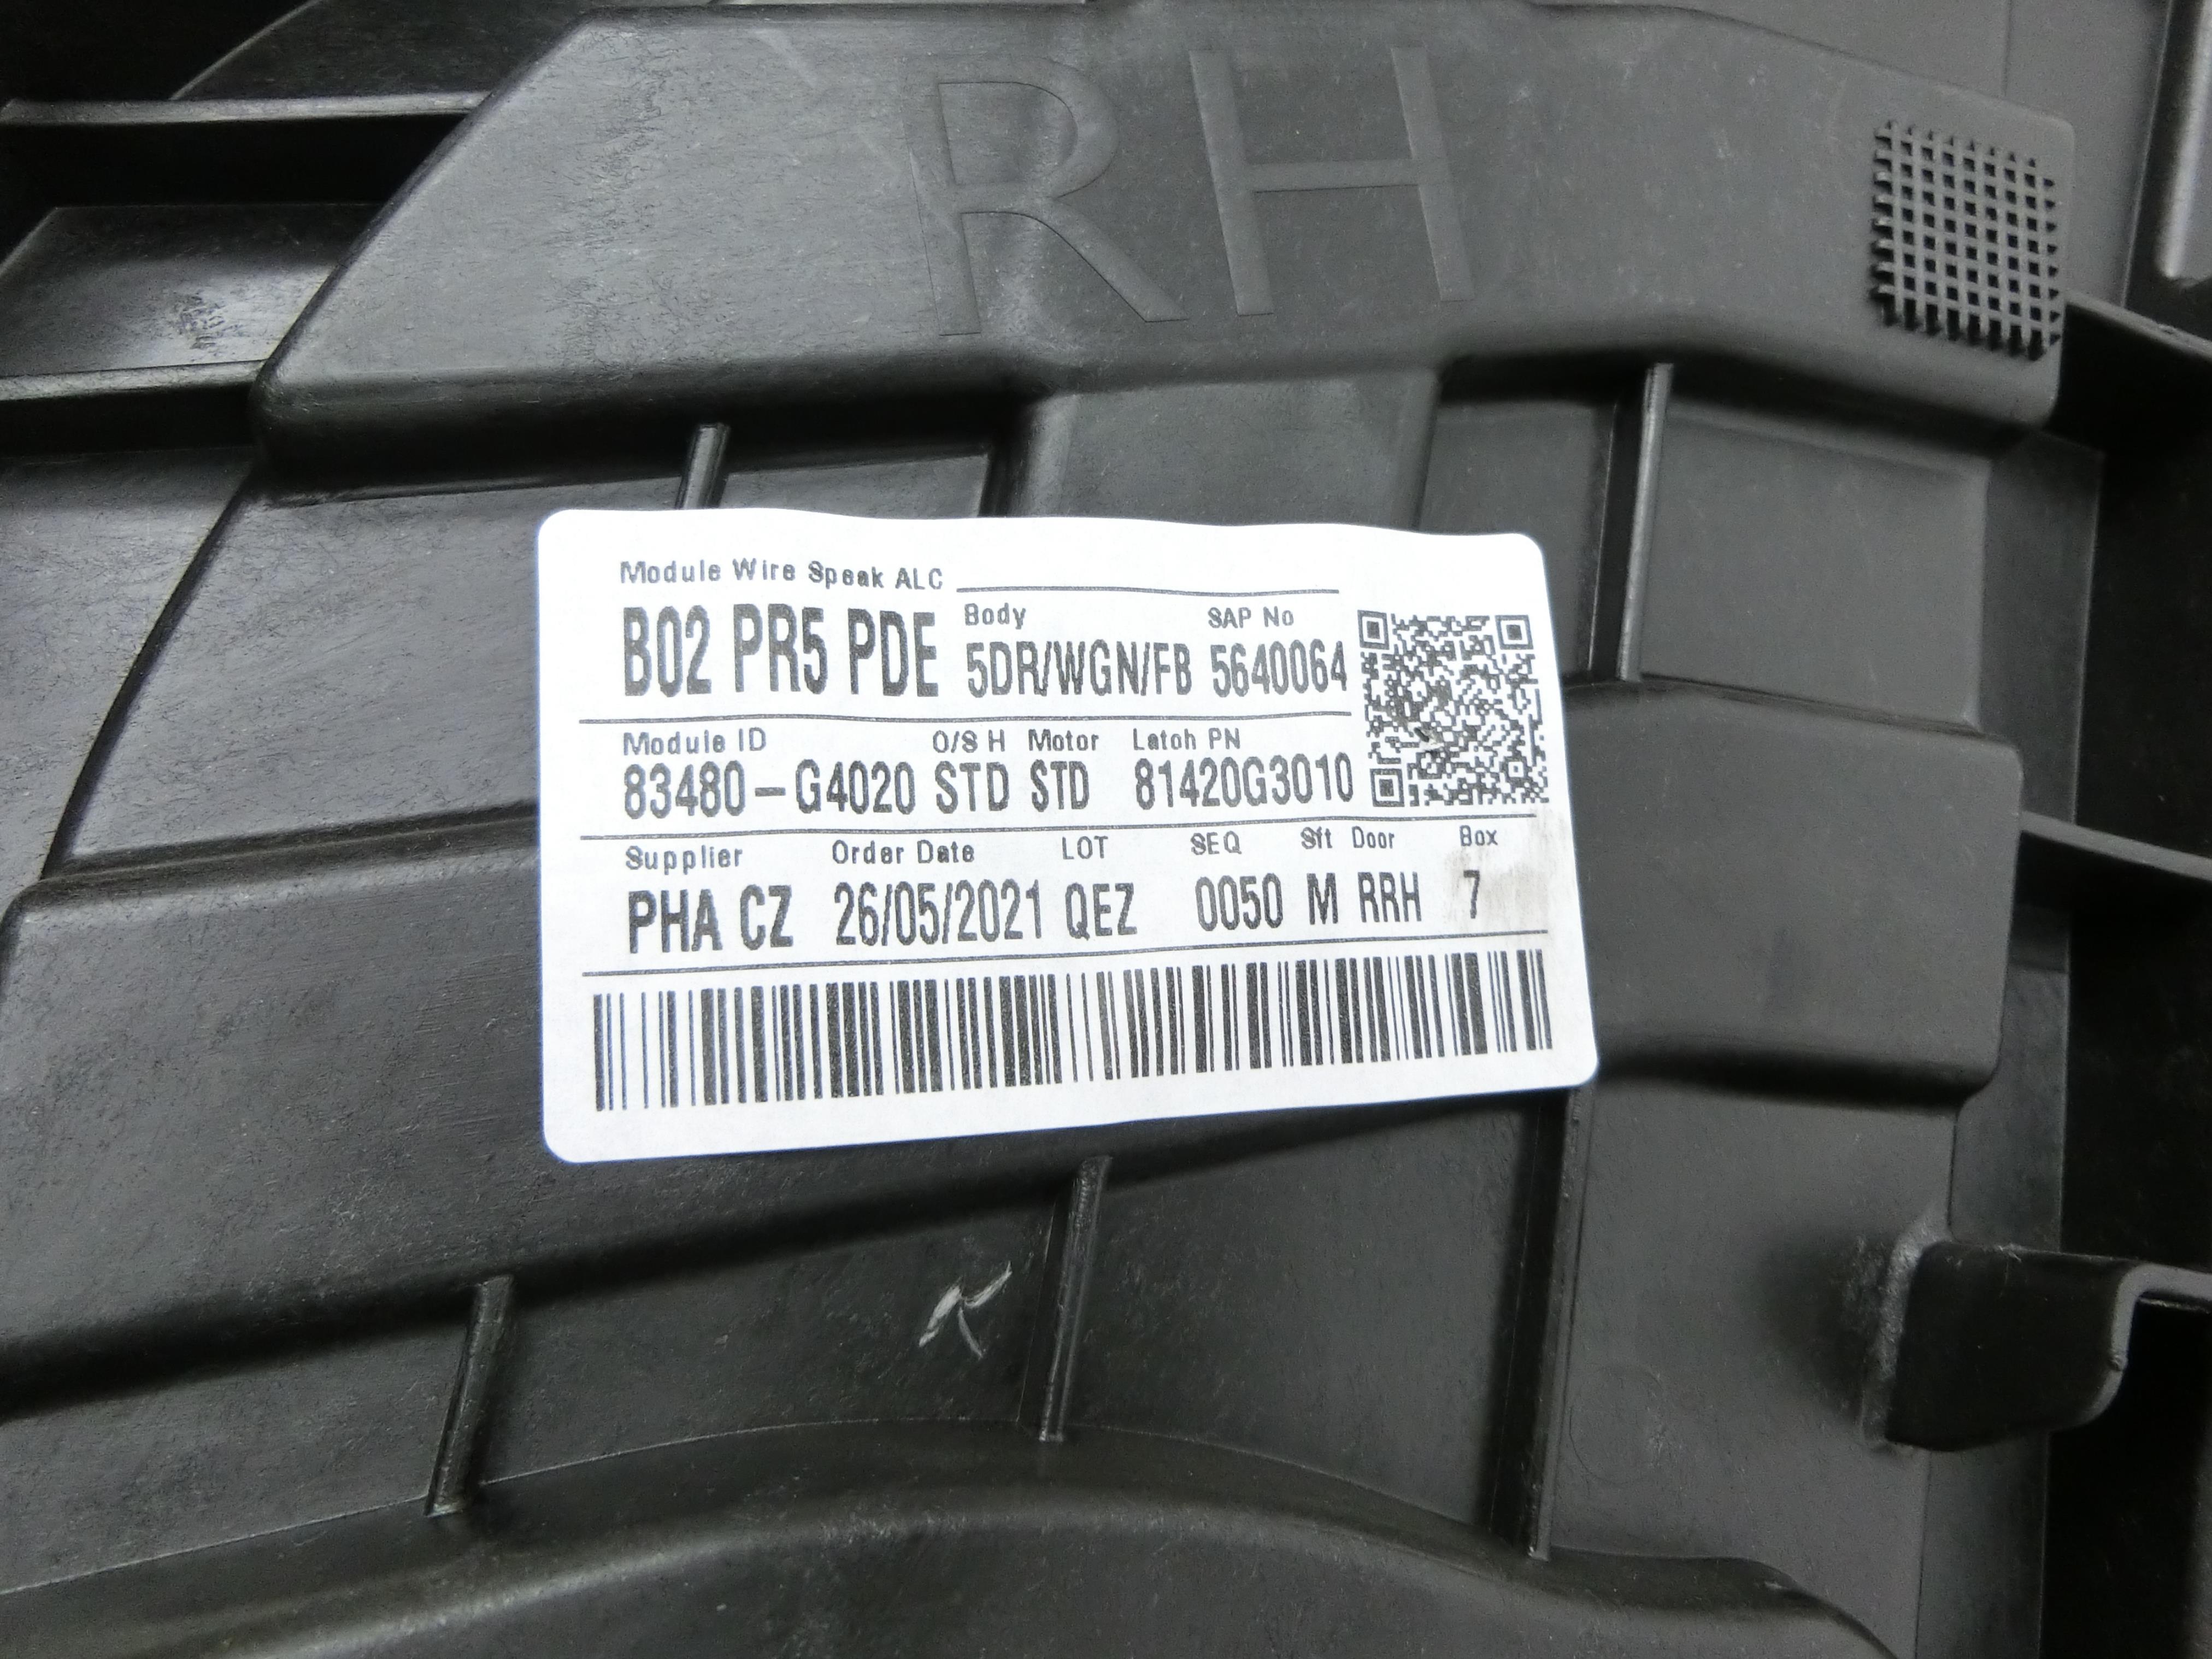 RH
Module Wire Speak ALC
Body SAP No
B02 PR5 PDE 5DR/WGN/FB 5640064
Module ID O/S H Motor Latch PN
83480-G4020 STD STD 81420G3010
Supplier Order Date LOT SEQ Sft Door Box
PHA CZ 26/05/2021 QEZ 0050 M RRH 7